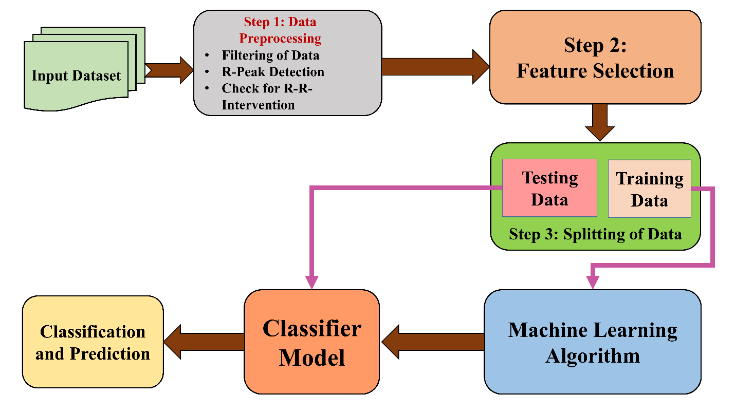 Input Dataset
Step 1: Data
Preprocessing
• Filtering of Data
• R-Peak Detection
• Check for R-R-
Intervention
Step 2:
Feature Selection
Testing
Data
Training
Data
Step 3: Splitting of Data
Classification
and Prediction
Classifier
Model
Machine Learning
Algorithm